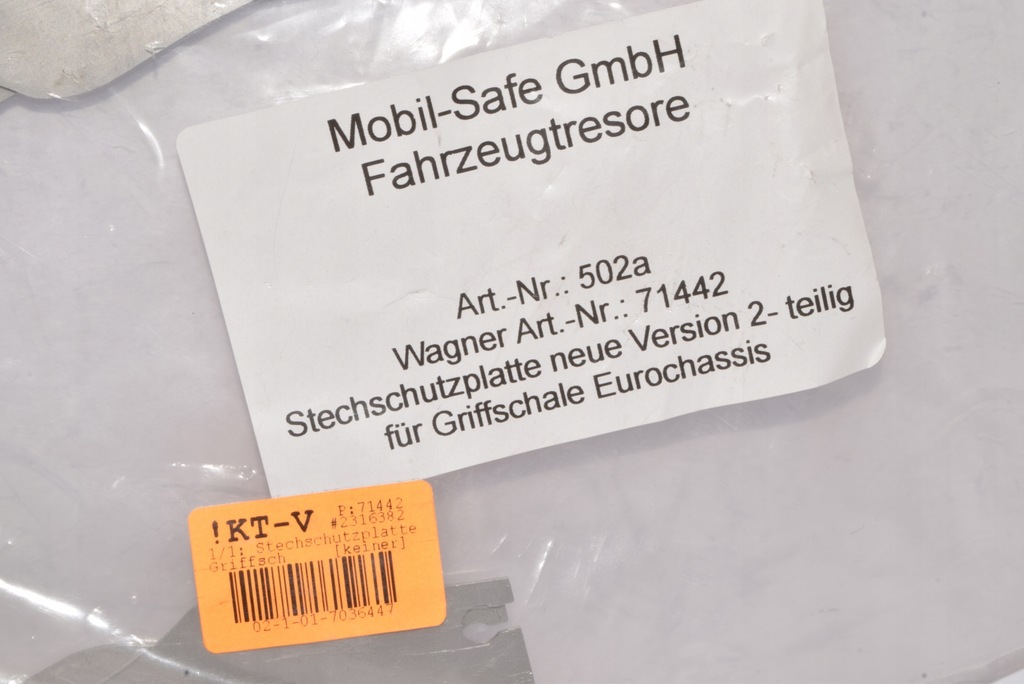 Mobil-Safe GmbH
Fahrzeugtresore
Art.-Nr.: 502a
Wagner Art.-Nr.: 71442
Stechschutzplatte neue Version 2- teilig
für Griffschale Eurochassis
!KT-V P:71442
#2316382
1/1: Stechschutzplatte
Griffsch [keiner]
02-1-01-7036447